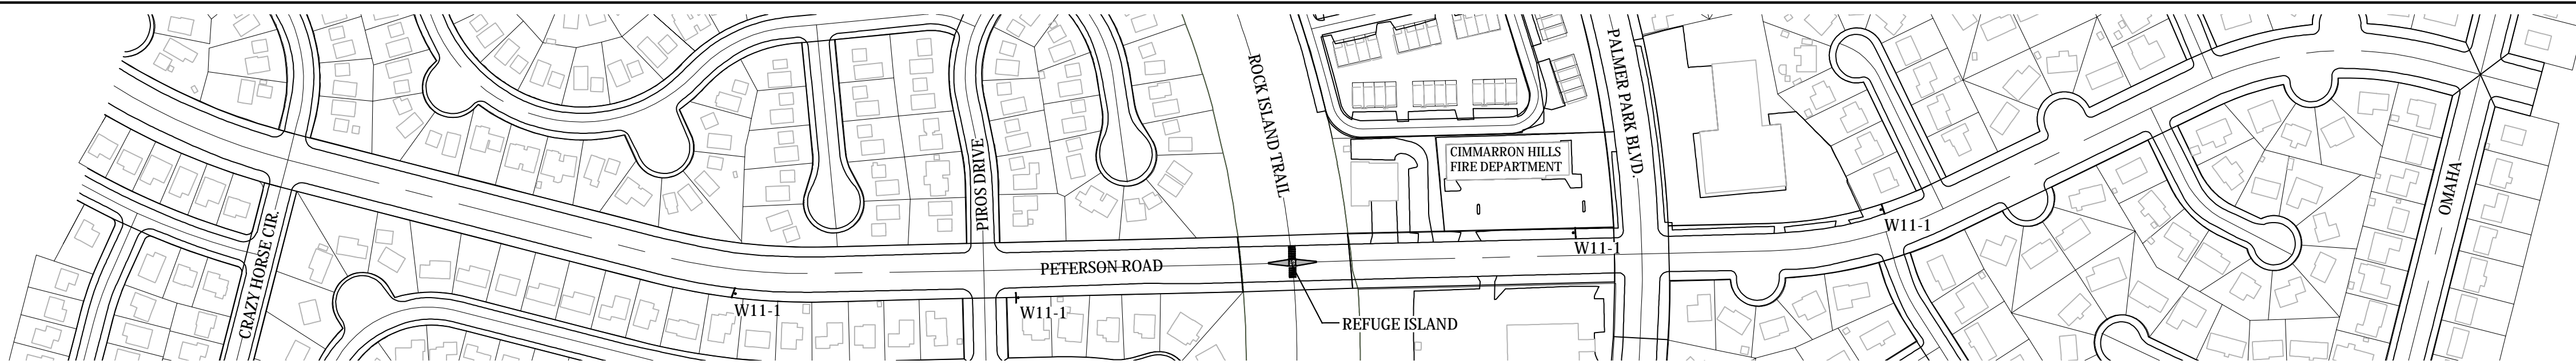 ROCK ISLAND TRAIL
PALMER PARK BLVD.
CIMMARRON HILLS
FIRE DEPARTMENT
PIROS DRIVE
OMAHA
CRAZY HORSE CIR.
W11-1
W11-1
PETERSON ROAD
W11-1
W11-1
REFUGE ISLAND